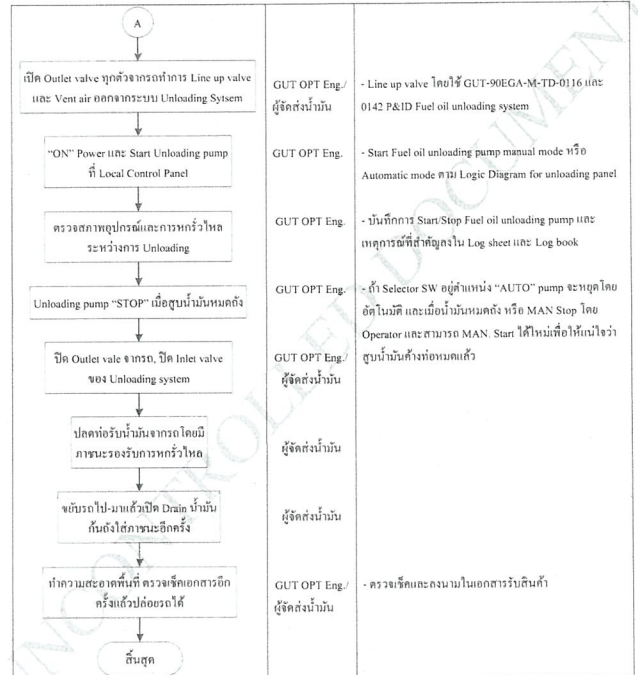 A
เปิด Outlet valve ทุกตัวจากรถทำการ Line up valve
และ Vent air ออกจากระบบ Unloading Sytsem
GUT OPT Eng./
ผู้จัดส่งน้ำมัน
- Line up valve โดยใช้ GUT-90EGA-M-TD-0116 และ
0142 P&ID Fuel oil unloading system
"ON" Power และ Start Unloading pump
ที่ Local Control Panel
GUT OPT Eng.
- Start Fuel oil unloading pump manual mode หรือ
Automatic mode ตาม Logic Diagram for unloading panel
ตรวจสภาพอุปกรณ์และการหกรั่วไหล
ระหว่างการ Unloading
GUT OPT Eng.
- บันทึกการ Start/Stop Fuel oil unloading pump และ
เหตุการณ์ที่สำคัญลงใน Log sheet และ Log book
Unloading pump "STOP" เมื่อสูบน้ำมันหมดถัง
GUT OPT Eng.
- ถ้า Selector SW อยู่ตำแหน่ง "AUTO" pump จะหยุดโดย
อัตโนมัติ และเมื่อน้ำมันหมดถัง หรือ MAN Stop โดย
Operator และสามารถ MAN. Start ได้ใหม่เพื่อให้แน่ใจว่า
สูบน้ำมันค้างท่อหมดแล้ว
ปิด Outlet vale จากรถ, ปิด Inlet valve
ของ Unloading system
GUT OPT Eng./
ผู้จัดส่งน้ำมัน
ปลดท่อรับน้ำมันจากรถโดยมี
ภาชนะรองรับการหกรั่วไหล
ผู้จัดส่งน้ำมัน
ขยับรถไป-มาแล้วเปิด Drain น้ำมัน
ก้นถังใส่ภาชนะอีกครั้ง
ผู้จัดส่งน้ำมัน
ทำความสะอาดพื้นที่ ตรวจเช็คเอกสารอีก
ครั้งแล้วปล่อยรถได้
GUT OPT Eng./
ผู้จัดส่งน้ำมัน
- ตรวจเช็คและลงนามในเอกสารรับสินค้า
สิ้นสุด
UNCONTROLLED DOCUMENT